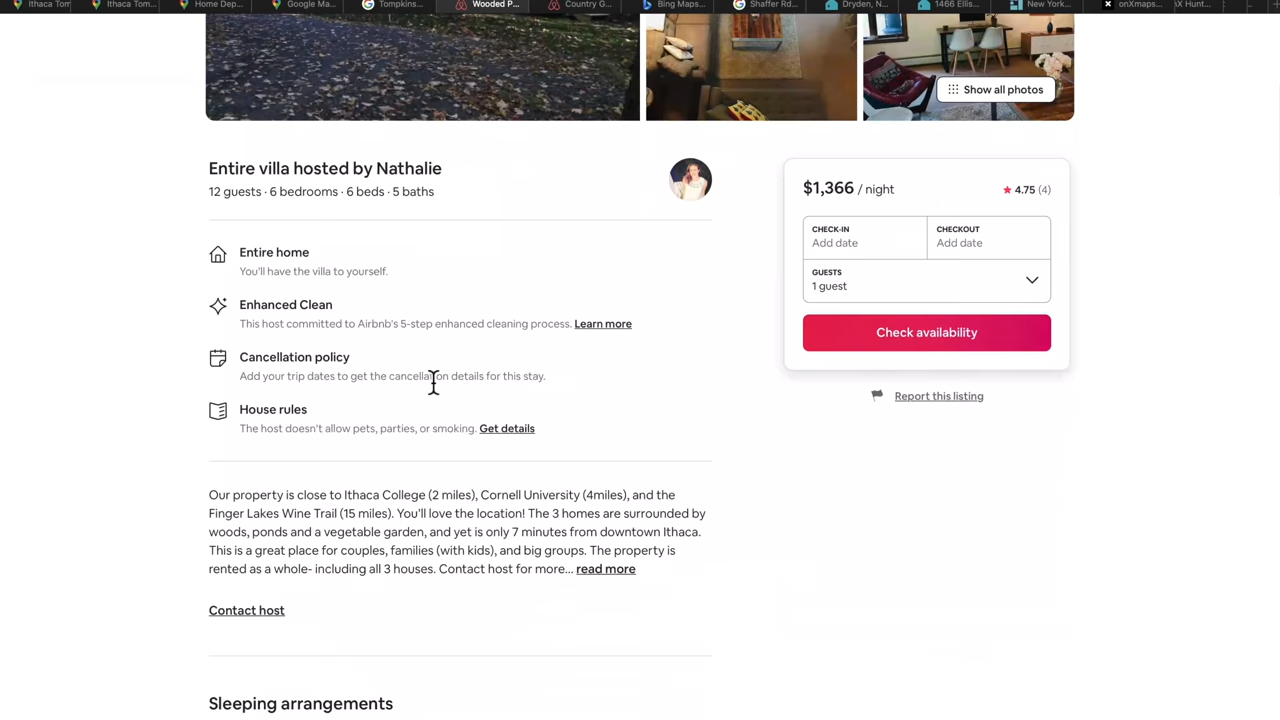 Ithaca Tom
Ithaca Tom...
Home Dep...
Google Ma...
Tompkins...
Wooded P...
Country G...
Bing Maps...
Shaffer Rd...
Dryden, N...
1466 Ellis...
New York...
onXmaps...
X Hunt...
Show all photos
Entire villa hosted by Nathalie
12 guests · 6 bedrooms · 6 beds · 5 baths
Entire home
You'll have the villa to yourself.
Enhanced Clean
This host committed to Airbnb's 5-step enhanced cleaning process. Learn more
Cancellation policy
Add your trip dates to get the cancellation details for this stay.
House rules
The host doesn't allow pets, parties, or smoking. Get details
Our property is close to Ithaca College (2 miles), Cornell University (4miles), and the
Finger Lakes Wine Trail (15 miles). You'll love the location! The 3 homes are surrounded by
woods, ponds and a vegetable garden, and yet is only 7 minutes from downtown Ithaca.
This is a great place for couples, families (with kids), and big groups. The property is
rented as a whole- including all 3 houses. Contact host for more... read more
Contact host
Sleeping arrangements
$1,366 / night
4.75 (4)
CHECK-IN
Add date
CHECKOUT
Add date
GUESTS
1 guest
Check availability
Report this listing